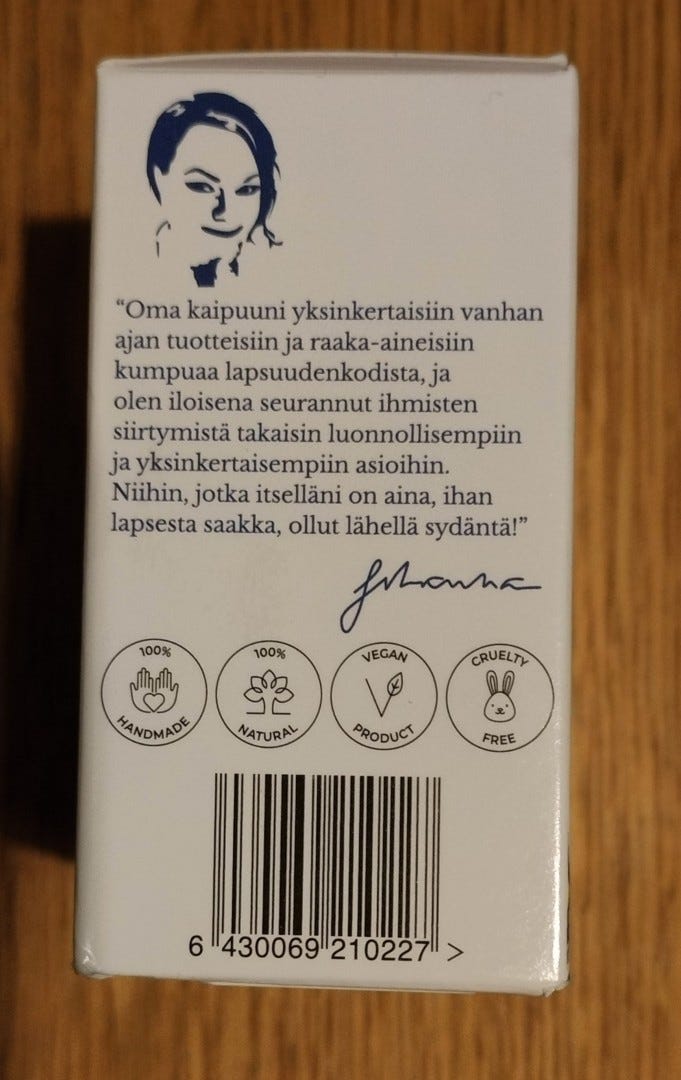 “Oma kaipuuni yksinkertaisiin vanhan
ajan tuotteisiin ja raaka-aineisiin
kumpuaa lapsuudenkodista, ja
olen iloisena seurannut ihmisten
siirtymistä takaisin luonnollisempiin
ja yksinkertaisempiin asioihin.
Niihin, jotka itselläni on aina, ihan
lapsesta saakka, ollut lähellä sydäntä!”
Johanna
100%
HANDMADE
100%
NATURAL
VEGAN
PRODUCT
CRUELTY
FREE
6 430069 210227 >